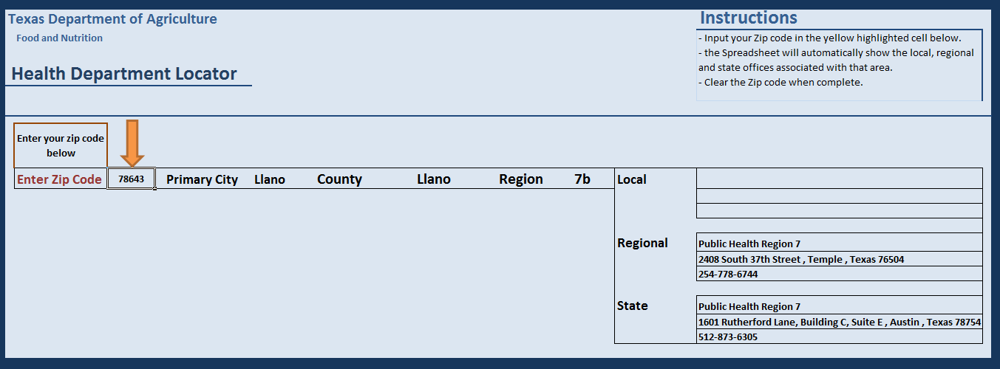 Texas Department of Agriculture
Food and Nutrition
Health Department Locator
Instructions
- Input your Zip code in the yellow highlighted cell below.
- the Spreadsheet will automatically show the local, regional
and state offices associated with that area.
- Clear the Zip code when complete.
Enter your zip code
below
Enter Zip Code 78643 Primary City Llano County Llano Region 7b Local
Regional Public Health Region 7
2408 South 37th Street , Temple , Texas 76504
254-778-6744
State Public Health Region 7
1601 Rutherford Lane, Building C, Suite E , Austin , Texas 78754
512-873-6305